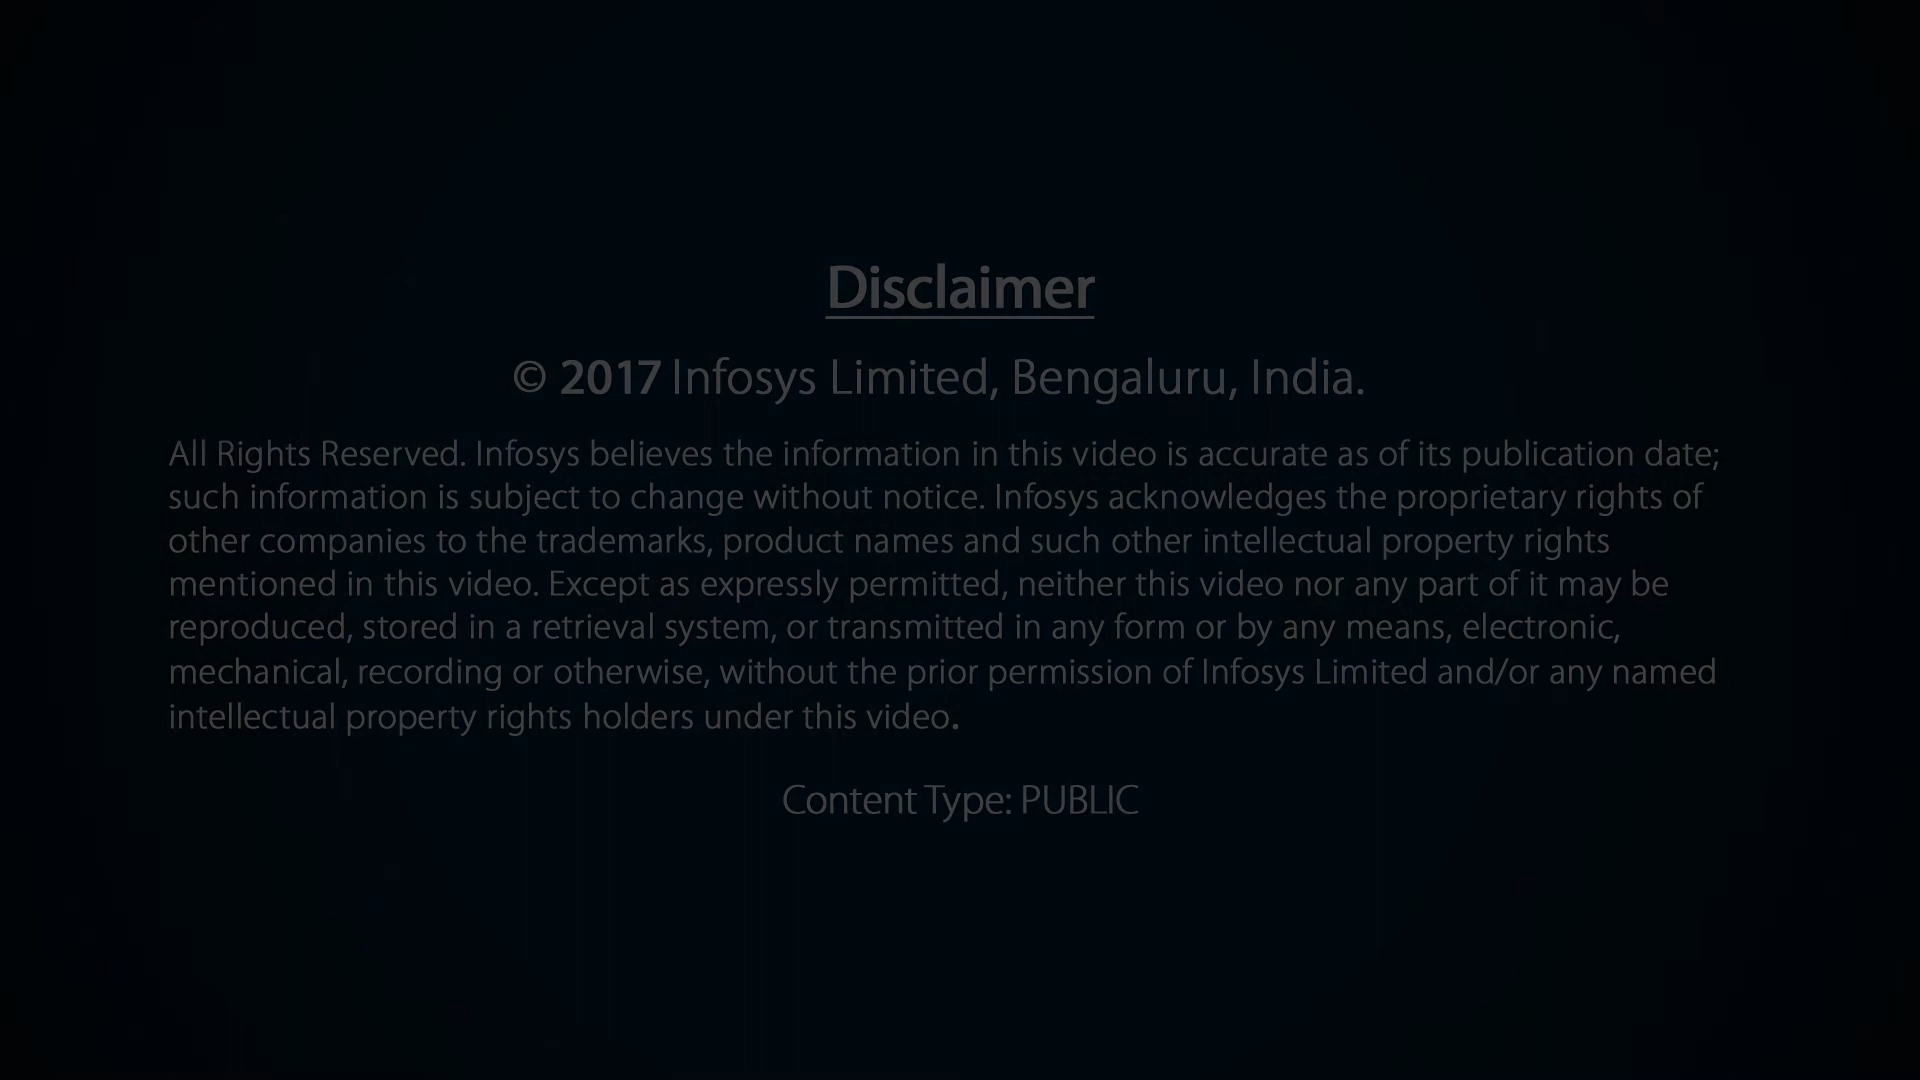 Disclaimer
© 2017 Infosys Limited, Bengaluru, India.
All Rights Reserved. Infosys believes the information in this video is accurate as of its publication date;
such information is subject to change without notice. Infosys acknowledges the proprietary rights of
other companies to the trademarks, product names and such other intellectual property rights
mentioned in this video. Except as expressly permitted, neither this video nor any part of it may be
reproduced, stored in a retrieval system, or transmitted in any form or by any means, electronic,
mechanical, recording or otherwise, without the prior permission of Infosys Limited and/or any named
intellectual property rights holders under this video.
Content Type: PUBLIC